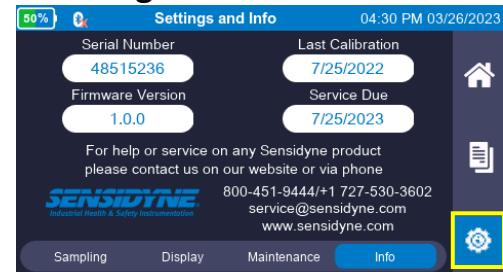 50% Settings and Info 04:30 PM 03/26/2023
Serial Number Last Calibration
48515236 7/25/2022
Firmware Version Service Due
1.0.0 7/25/2023
For help or service on any Sensidyne product
please contact us on our website or via phone
SENSIDYNE
Industrial Health & Safety Instrumentation
800-451-9444/+1 727-530-3602
service@sensidyne.com
www.sensidyne.com
Sampling Display Maintenance Info